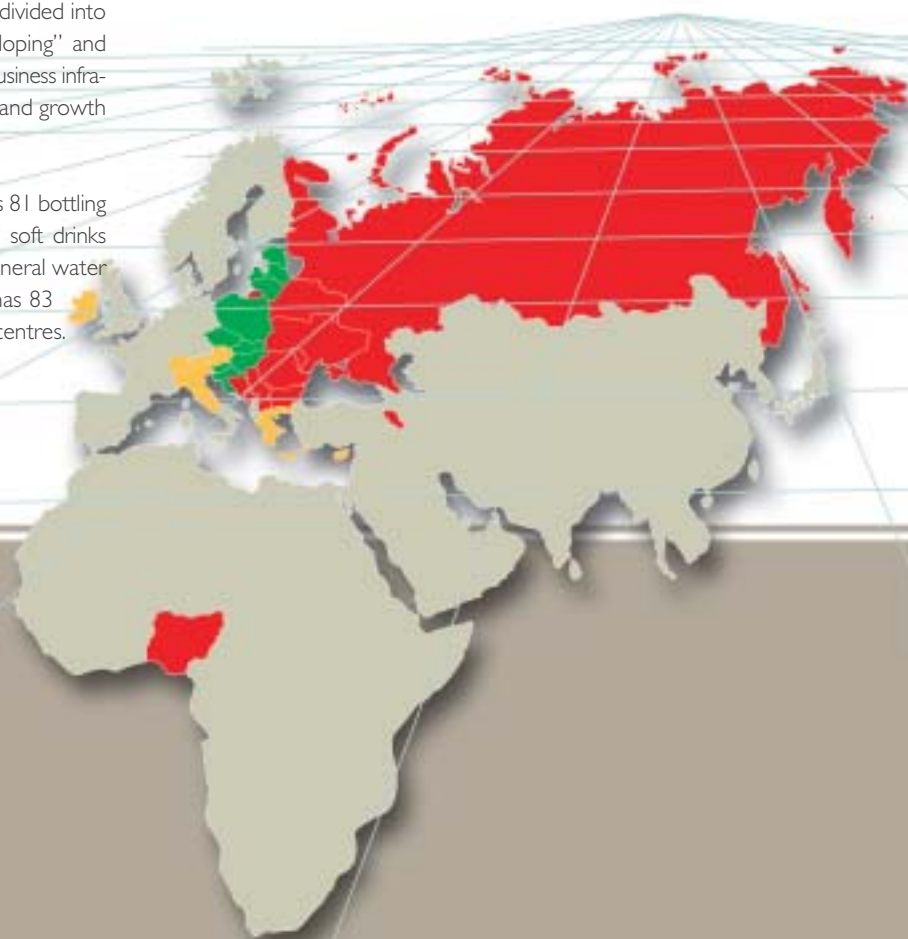 divided into
loping” and
usiness infra-
and growth
s 81 bottling
soft drinks
neral water
has 83
centres.